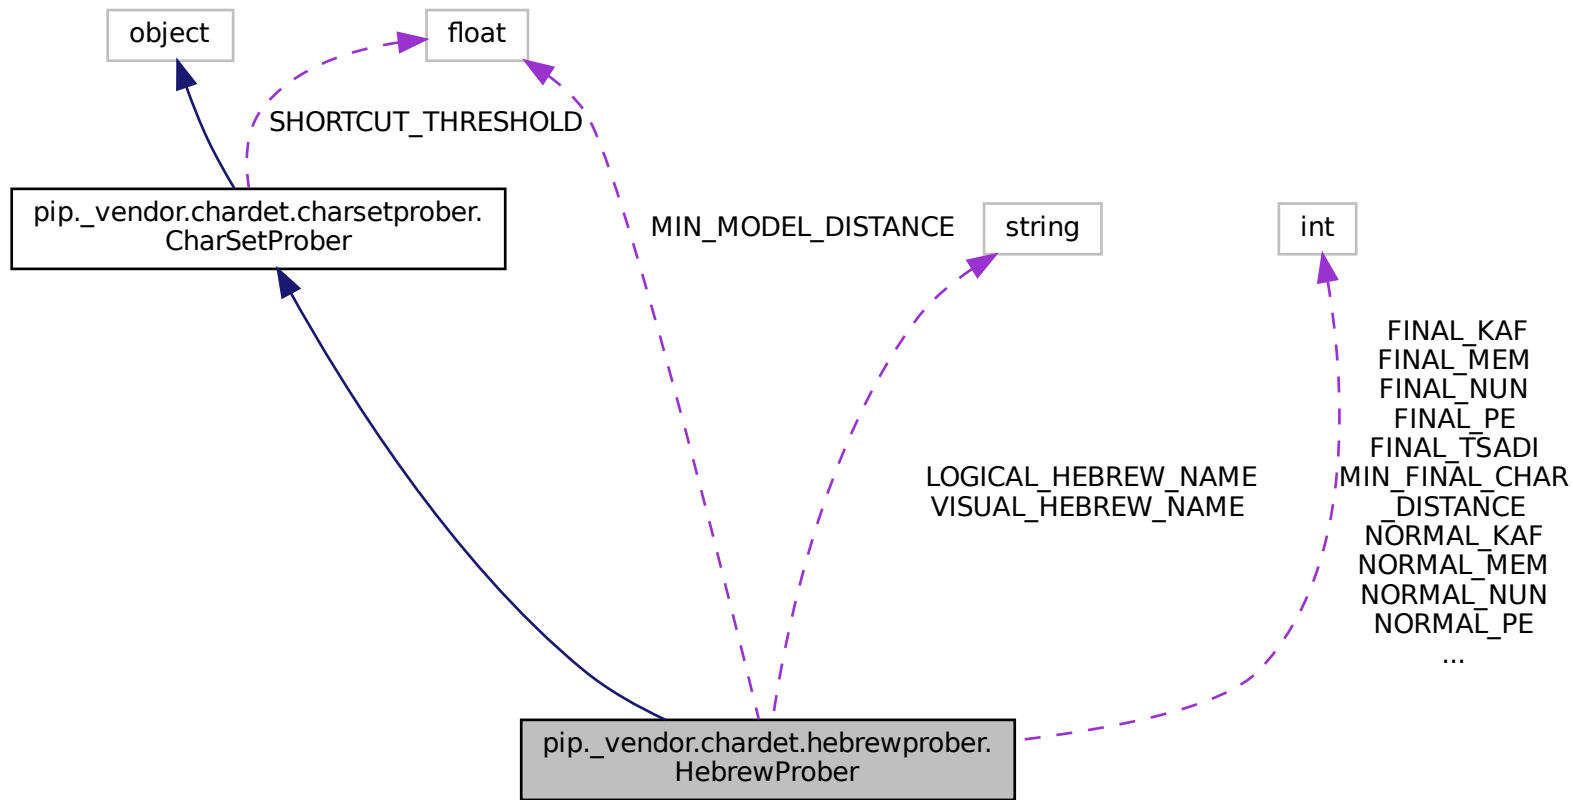 object
float
SHORTCUT_THRESHOLD
pip._vendor.chardet.charsetprober.
CharSetProber
MIN_MODEL_DISTANCE
string
int
FINAL_KAF
FINAL_MEM
FINAL_NUN
FINAL_PE
FINAL_TSADI
MIN_FINAL_CHAR
_DISTANCE
NORMAL_KAF
NORMAL_MEM
NORMAL_NUN
NORMAL_PE
...
LOGICAL_HEBREW_NAME
VISUAL_HEBREW_NAME
pip._vendor.chardet.hebrewprober.
HebrewProber